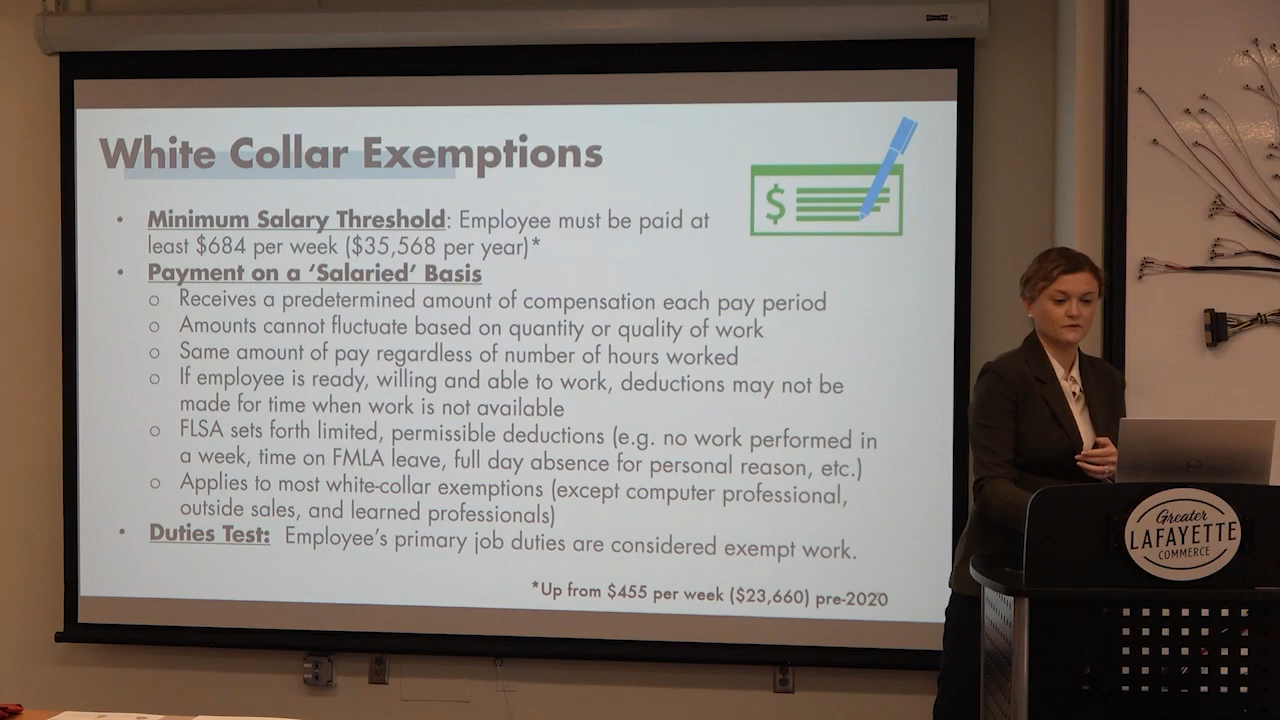 White Collar Exemptions
$
• Minimum Salary Threshold: Employee must be paid at
least $684 per week ($35,568 per year)*
• Payment on a ‘Salaried’ Basis
o Receives a predetermined amount of compensation each pay period
o Amounts cannot fluctuate based on quantity or quality of work
o Same amount of pay regardless of number of hours worked
o If employee is ready, willing and able to work, deductions may not be
made for time when work is not available
o FLSA sets forth limited, permissible deductions (e.g. no work performed in
a week, time on FMLA leave, full day absence for personal reason, etc.)
o Applies to most white-collar exemptions (except computer professional,
outside sales, and learned professionals)
• Duties Test: Employee’s primary job duties are considered exempt work.
*Up from $455 per week ($23,660) pre-2020
Greater
LAFAYETTE
COMMERCE
DELL